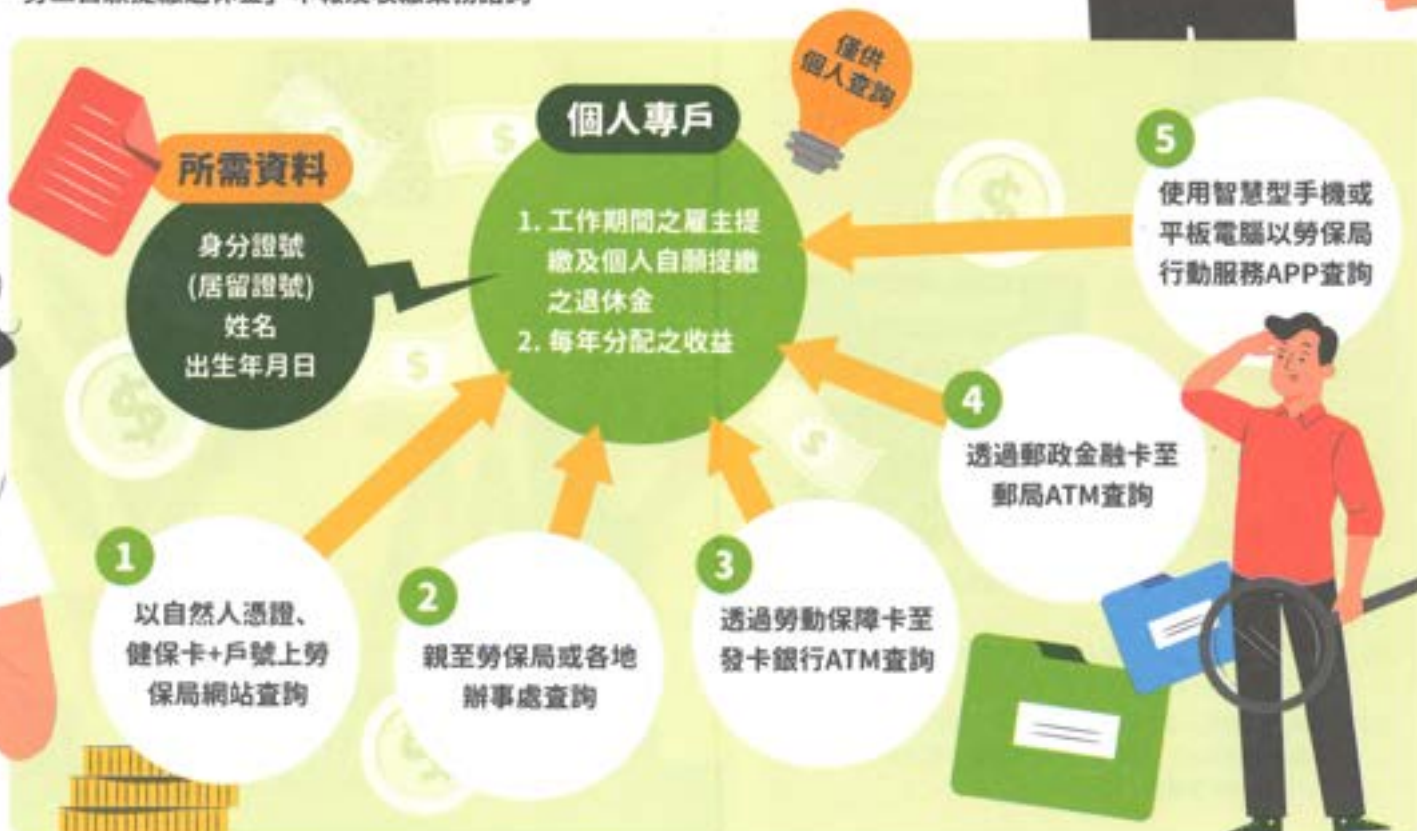 僅供
個人查詢
個人專戶
1. 工作期間之雇主提
繳及個人自願提繳
之退休金
2. 每年分配之收益
所需資料
身分證號
(居留證號)
姓名
出生年月日
1
以自然人憑證、
健保卡+戶號上勞
保局網站查詢
2
親至勞保局或各地
辦事處查詢
3
透過勞動保障卡至
發卡銀行ATM查詢
4
透過郵政金融卡至
郵局ATM查詢
5
使用智慧型手機或
平板電腦以勞保局
行動服務APP查詢